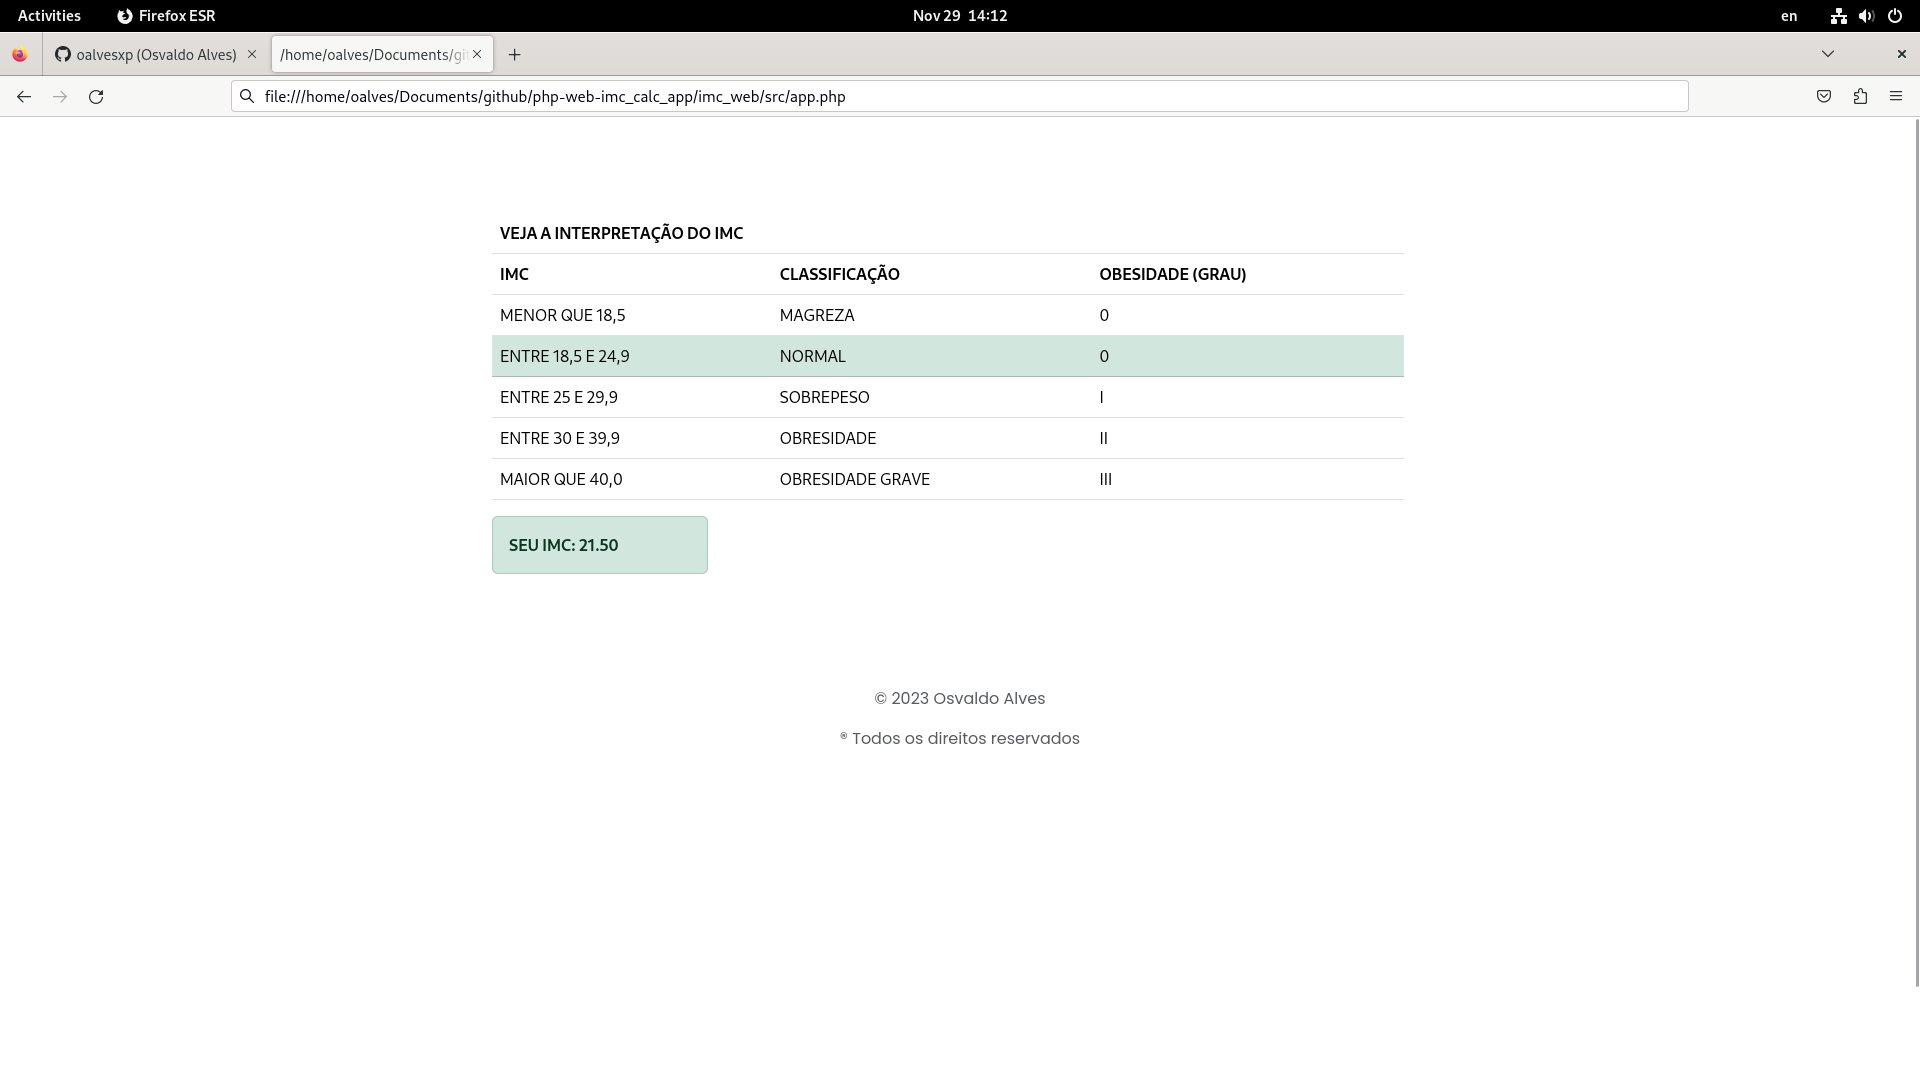 Activities Firefox ESR Nov 29 14:12 en
oalvesxp (Osvaldo Alves) /home/oalves/Documents/git
file:///home/oalves/Documents/github/php-web-imc_calc_app/imc_web/src/app.php
VEJA A INTERPRETAÇÃO DO IMC
IMC CLASSIFICAÇÃO OBESIDADE (GRAU)
MENOR QUE 18,5 MAGREZA 0
ENTRE 18,5 E 24,9 NORMAL 0
ENTRE 25 E 29,9 SOBREPESO I
ENTRE 30 E 39,9 OBRESIDADE II
MAIOR QUE 40,0 OBRESIDADE GRAVE III
SEU IMC: 21.50
© 2023 Osvaldo Alves
® Todos os direitos reservados